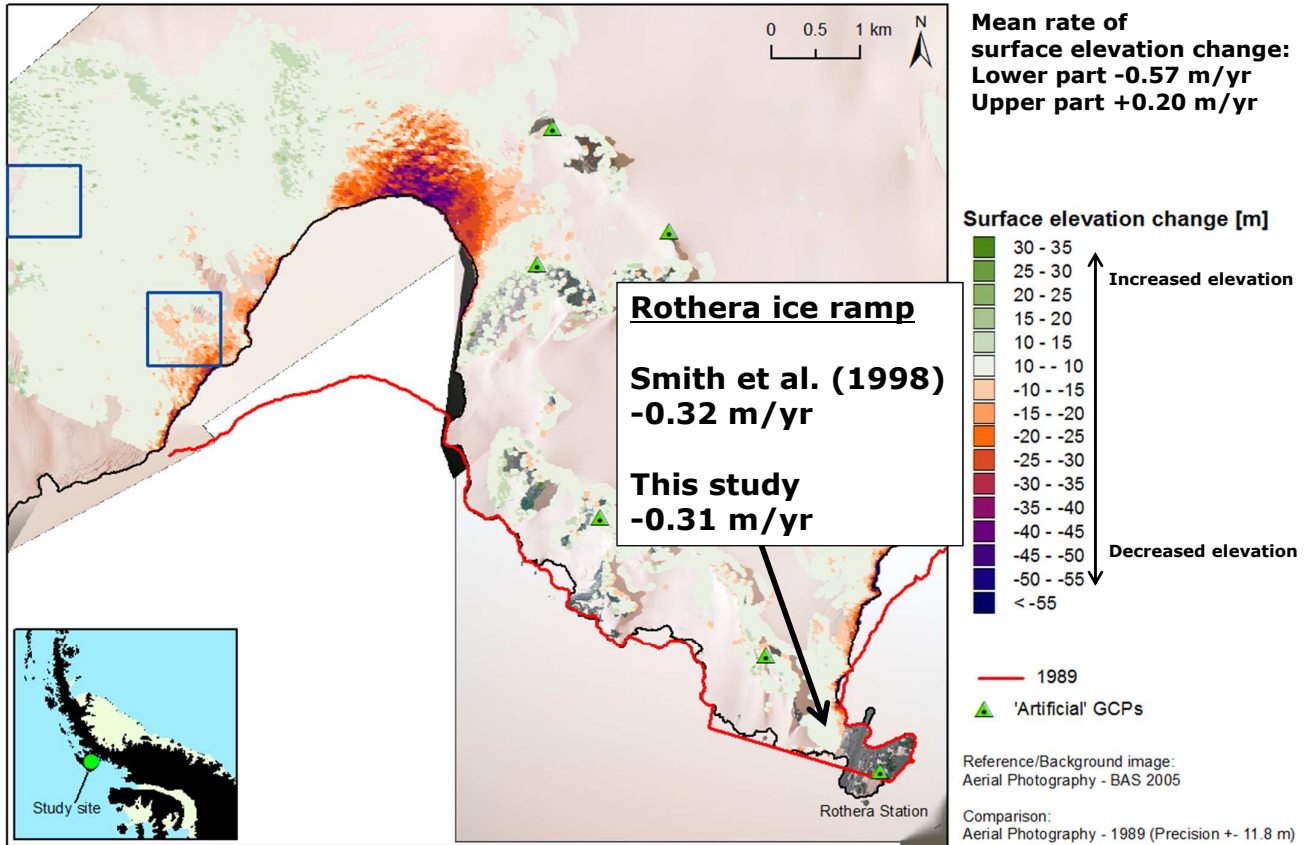 0 0.5 1 km
N
Mean rate of
surface elevation change:
Lower part -0.57 m/yr
Upper part +0.20 m/yr
Surface elevation change [m]
30 - 35
25 - 30
20 - 25
15 - 20
10 - 15
10 - - 10
-10 - -15
-15 - -20
-20 - -25
-25 - -30
-30 - -35
-35 - -40
-40 - -45
-45 - -50
-50 - -55
< -55
Increased elevation
Decreased elevation
Rothera ice ramp
Smith et al. (1998)
-0.32 m/yr
This study
-0.31 m/yr
1989
'Artificial' GCPs
Reference/Background image:
Aerial Photography - BAS 2005
Comparison:
Aerial Photography - 1989 (Precision +- 11.8 m)
Study site
Rothera Station